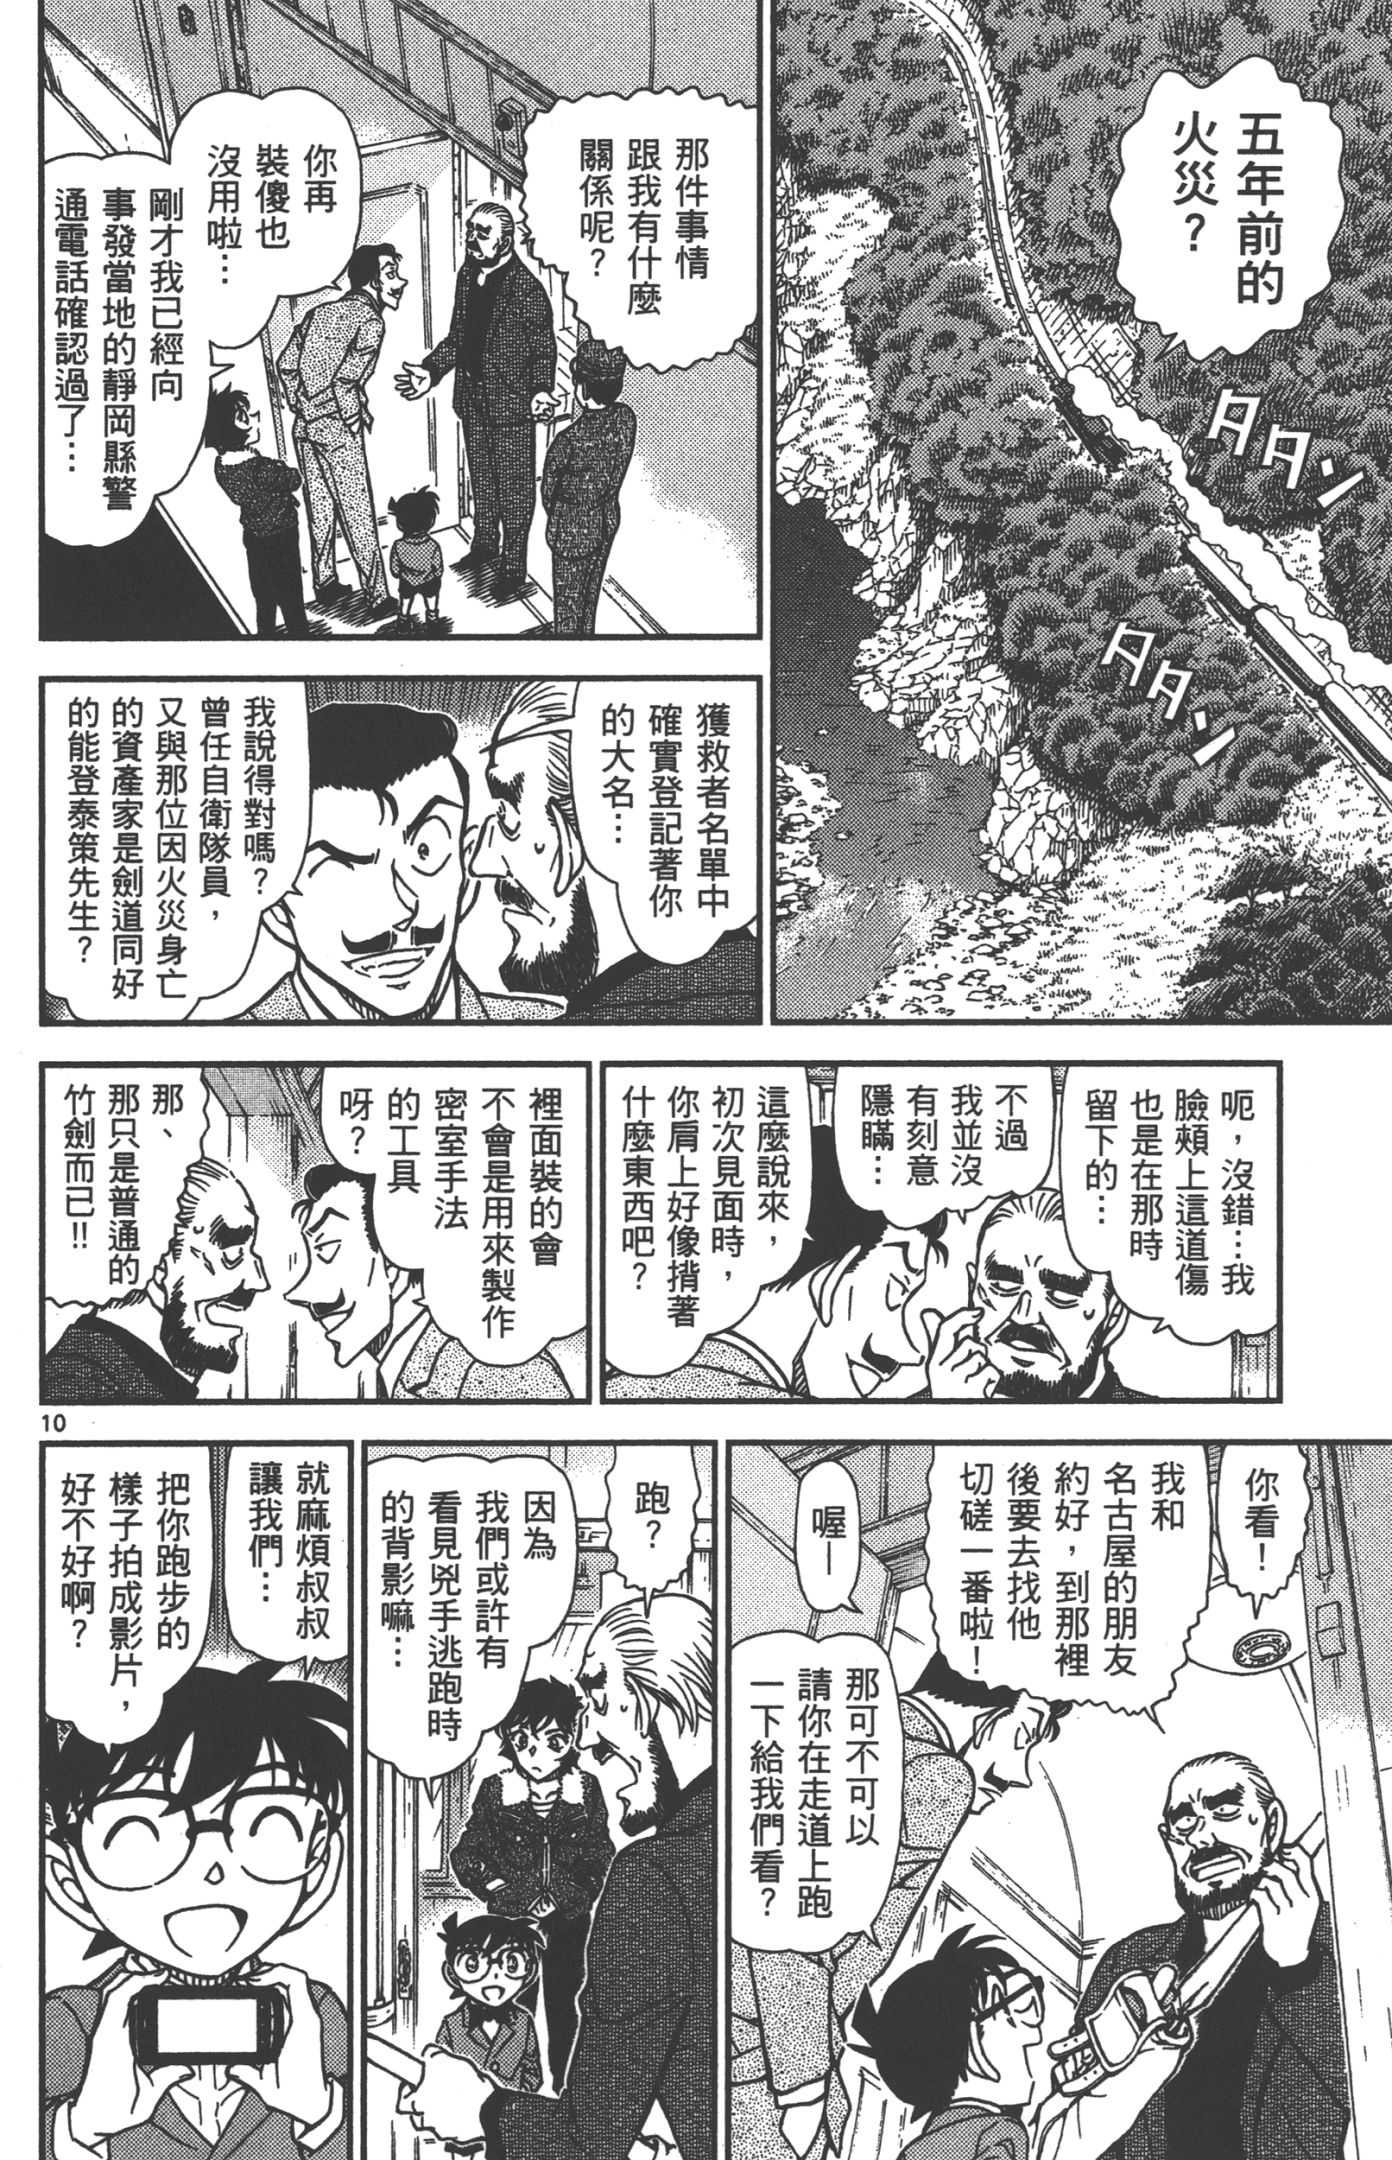 五年前的
火災？
タタン
タタン
那件事情
跟我有什麼
關係呢？
你再
裝傻也
沒用啦…
剛才我已經向
事發當地的靜岡縣警
通電話確認過了…
獲救者名單中
確實登記著你
的大名…
我說得對嗎？
曾任自衛隊員，
又與那位因火災身亡
的資產家是劍道同好
的能登泰策先生？
呃，沒錯…我
臉頰上這道傷
也是在那時
留下的…
不過
我並沒
有刻意
隱瞞…
這麼說來，
初次見面時，
你肩上好像揹著
什麼東西吧？
裡面裝的會
不會是用來製作
密室手法
的工具
呀？
那、
那只是普通的
竹劍而已!!
10
你看！
我和
名古屋的朋友
約好，到那裡
後要去找他
切磋一番啦！
喔－
那可不可以
請你在走道上跑
一下給我們看？
跑？
因為
我們或許有
看見兇手逃跑時
的背影嘛…
就麻煩叔叔
讓我們…
把你跑步的
樣子拍成影片，
好不好啊？